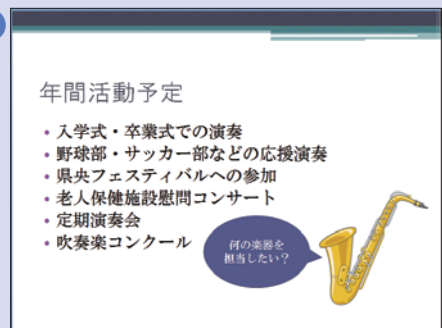 年間活動予定
• 入学式・卒業式での演奏
• 野球部・サッカー部などの応援演奏
• 県央フェスティバルへの参加
• 老人保健施設慰問コンサート
• 定期演奏会
• 吹奏楽コンクール
何の楽器を
担当したい？